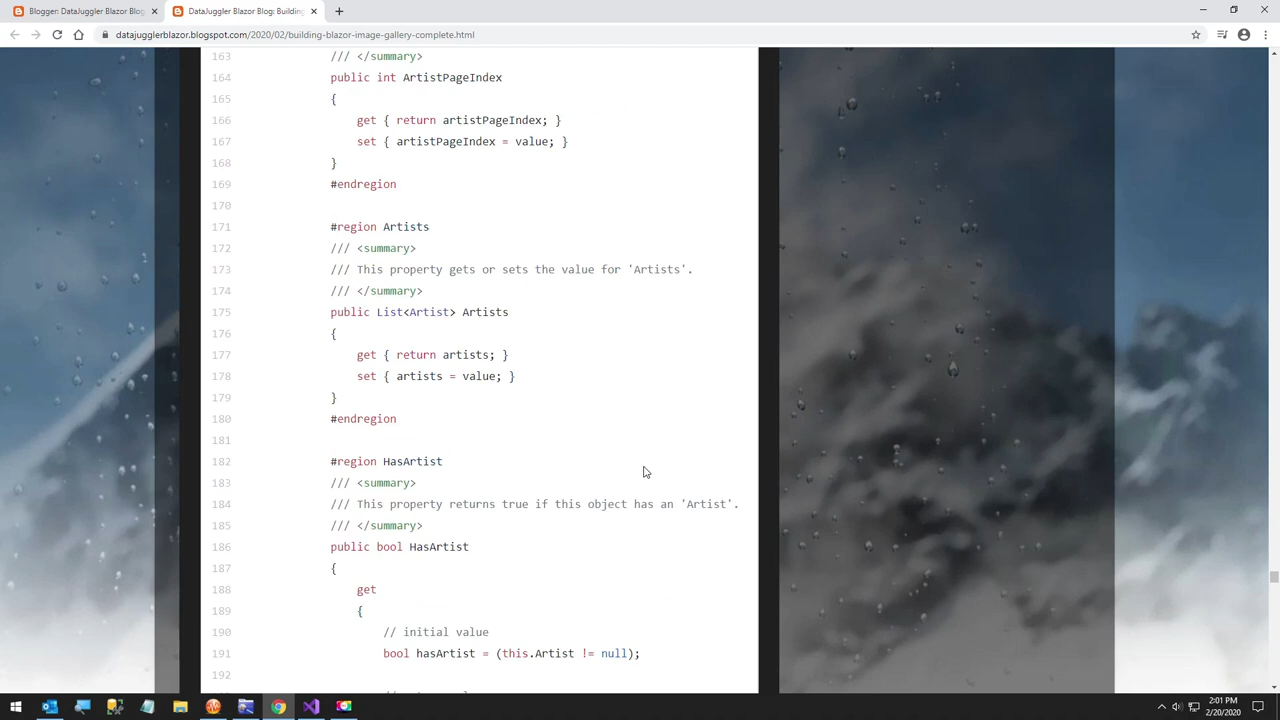 Blogger: DataJuggler Blazor Blog
DataJuggler Blazor Blog: Building
datajugglerblazor.blogspot.com/2020/02/building-blazor-image-gallery-complete.html
163 /// </summary>
164 public int ArtistPageIndex
165 {
166 get { return artistPageIndex; }
167 set { artistPageIndex = value; }
168 }
169 #endregion
170
171 #region Artists
172 /// <summary>
173 /// This property gets or sets the value for 'Artists'.
174 /// </summary>
175 public List<Artist> Artists
176 {
177 get { return artists; }
178 set { artists = value; }
179 }
180 #endregion
181
182 #region HasArtist
183 /// <summary>
184 /// This property returns true if this object has an 'Artist'.
185 /// </summary>
186 public bool HasArtist
187 {
188 get
189 {
190 // initial value
191 bool hasArtist = (this.Artist != null);
192
2:01 PM
2/20/2020